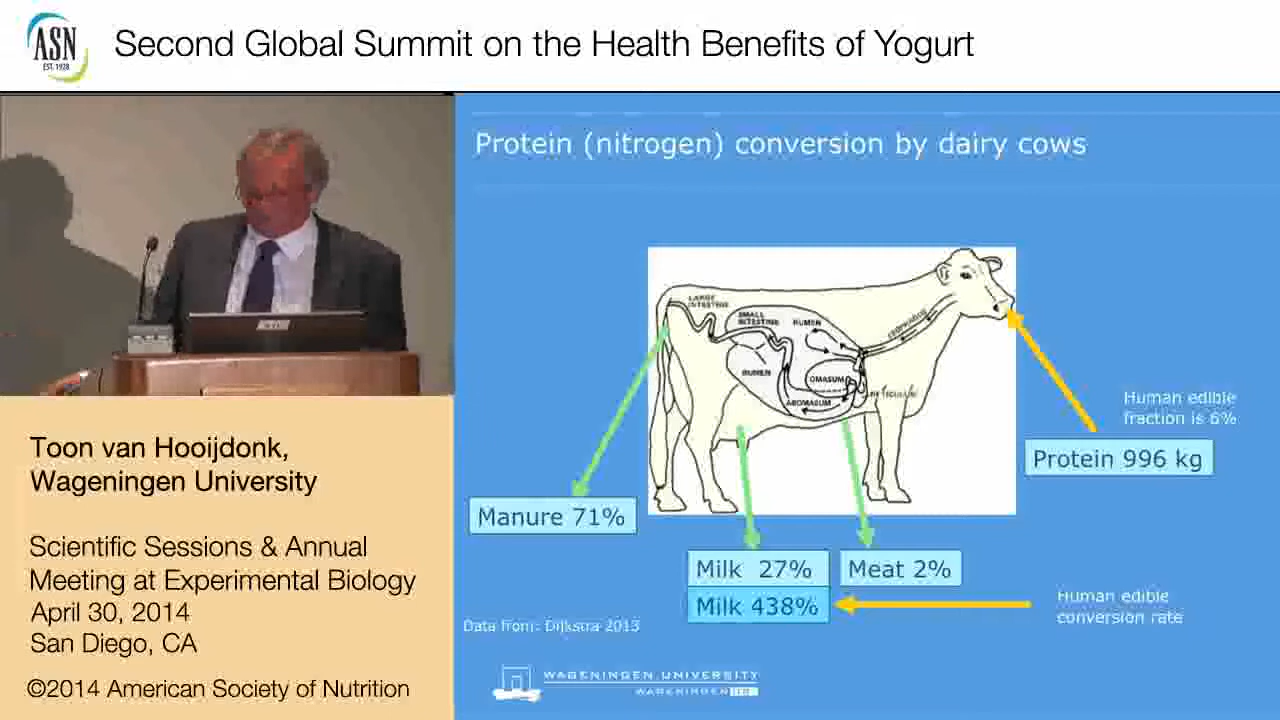 ASN
EST. 1928
Second Global Summit on the Health Benefits of Yogurt
Protein (nitrogen) conversion by dairy cows
LARGE
INTESTINE
SMALL
INTESTINE
RUMEN
RUMEN
OMASUM
ABOMASUM
Human edible
fraction is 6%
Protein 996 kg
Manure 71%
Milk 27%
Meat 2%
Milk 438%
Human edible
conversion rate
Data from: Dijkstra 2013
WAGENINGEN UNIVERSITY
WAGENINGEN UR
Toon van Hooijdonk,
Wageningen University
Scientific Sessions & Annual
Meeting at Experimental Biology
April 30, 2014
San Diego, CA
©2014 American Society of Nutrition